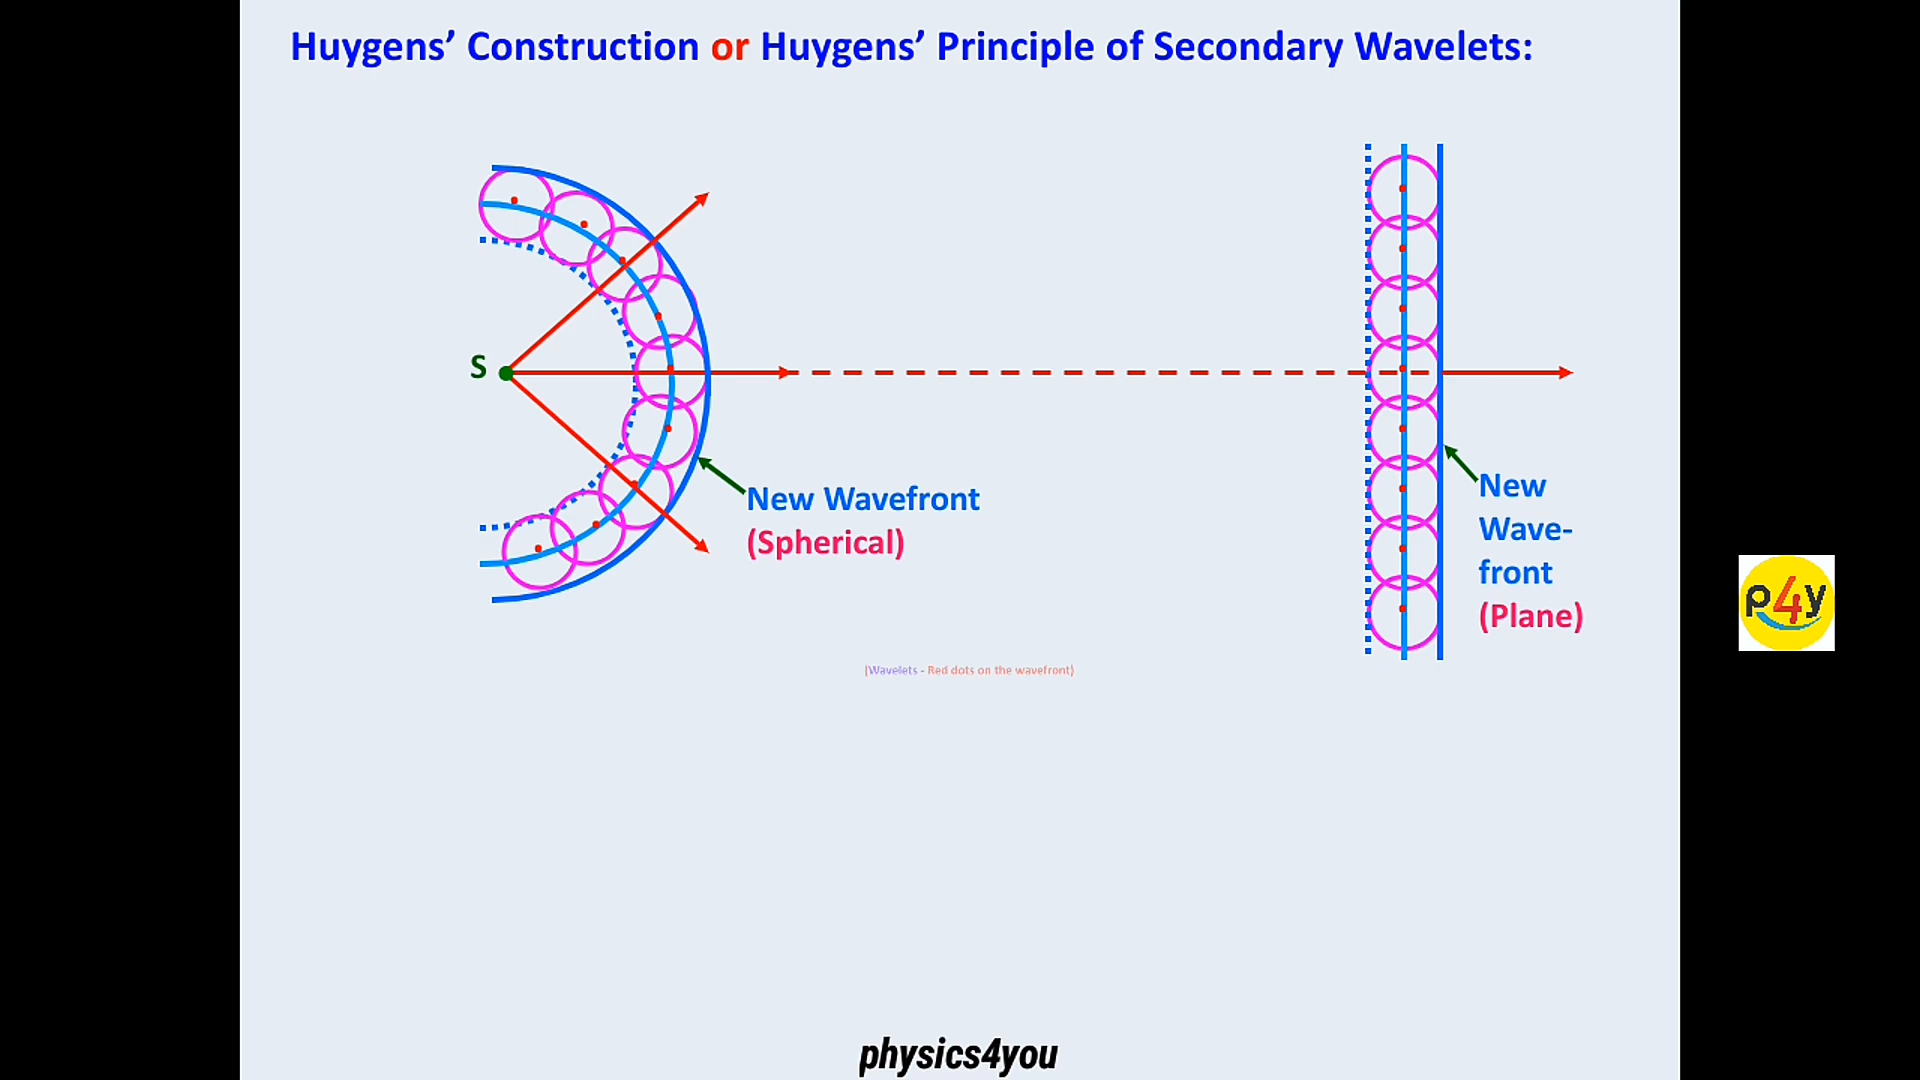 Huygens’ Construction or Huygens’ Principle of Secondary Wavelets:
S
New Wavefront
(Spherical)
New
Wave-
front
(Plane)
p4y
(Wavelets - Red dots on the wavefront)
physics4you